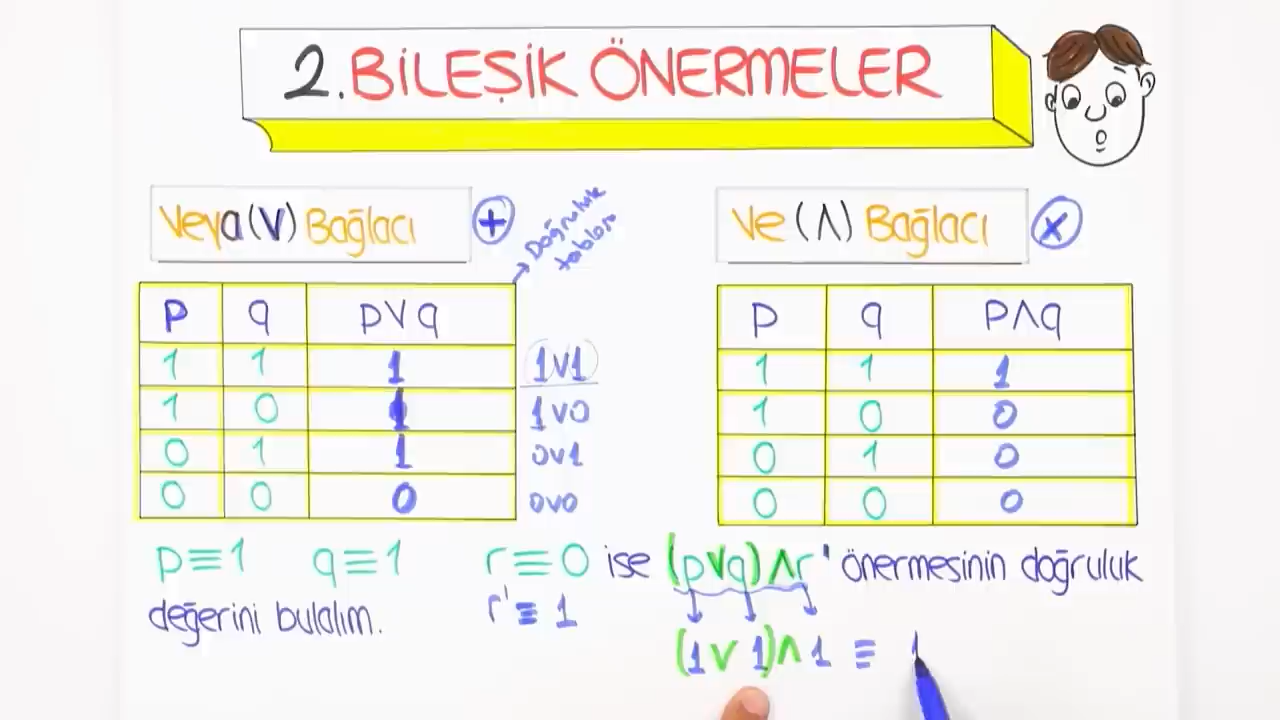 2. BİLEŞİK ÖNERMELER
Veya (V) Bağlacı +
→ Doğruluk
tablosu
Ve (Λ) Bağlacı x
p q pVq
1 1 1 1V1
1 0 1 1V0
0 1 1 0V1
0 0 0 0V0
p q pΛq
1 1 1
1 0 0
0 1 0
0 0 0
p≡1 q≡1 r≡0 ise (pVq)Λr' önermesinin doğruluk
değerini bulalım. r'≡1
(1V1)Λ1 ≡ 1